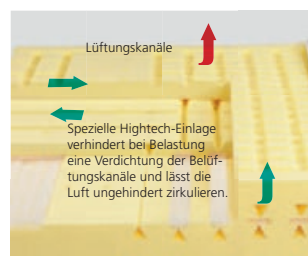 Lüftungskanäle
Spezielle Hightech-Einlage
verhindert bei Belastung
eine Verdichtung der Belüf-
tungskanäle und lässt die
Luft ungehindert zirkulieren.